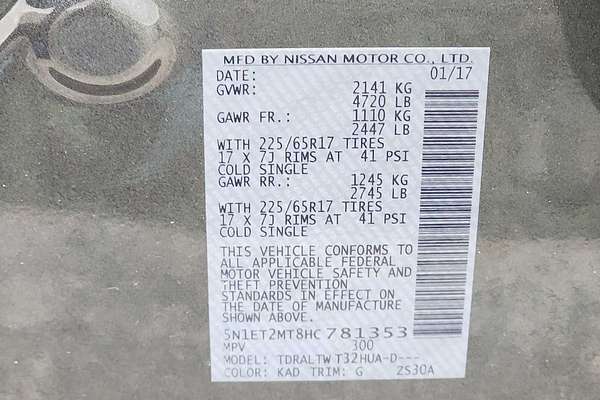 MFD BY NISSAN MOTOR CO., LTD.
DATE: 01/17
GVWR: 2141 KG
4720 LB
GAWR FR.: 1110 KG
2447 LB
WITH 225/65R17 TIRES
17 X 7J RIMS AT 41 PSI
COLD SINGLE
GAWR RR.: 1245 KG
2745 LB
WITH 225/65R17 TIRES
17 X 7J RIMS AT 41 PSI
COLD SINGLE
THIS VEHICLE CONFORMS TO
ALL APPLICABLE FEDERAL
MOTOR VEHICLE SAFETY AND
THEFT PREVENTION
STANDARDS IN EFFECT ON
THE DATE OF MANUFACTURE
SHOWN ABOVE.
5N1ET2MT8HC781353
MPV 300
MODEL: TDRALTW T32HUA-D---
COLOR: KAD TRIM: G ZS30A